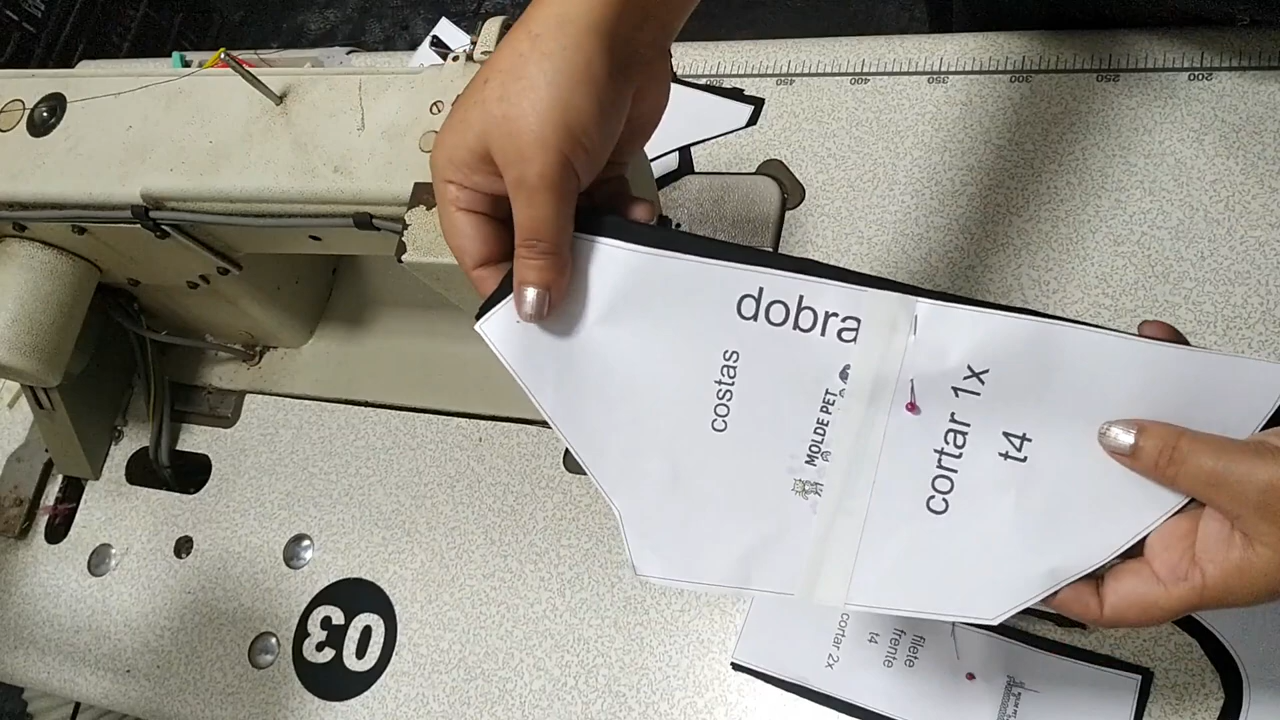 500 450 400 350 300 250 200
dobra
costas
MOLDE PET
cortar 1x
t4
filete
frente
t4
cortar 2x
03